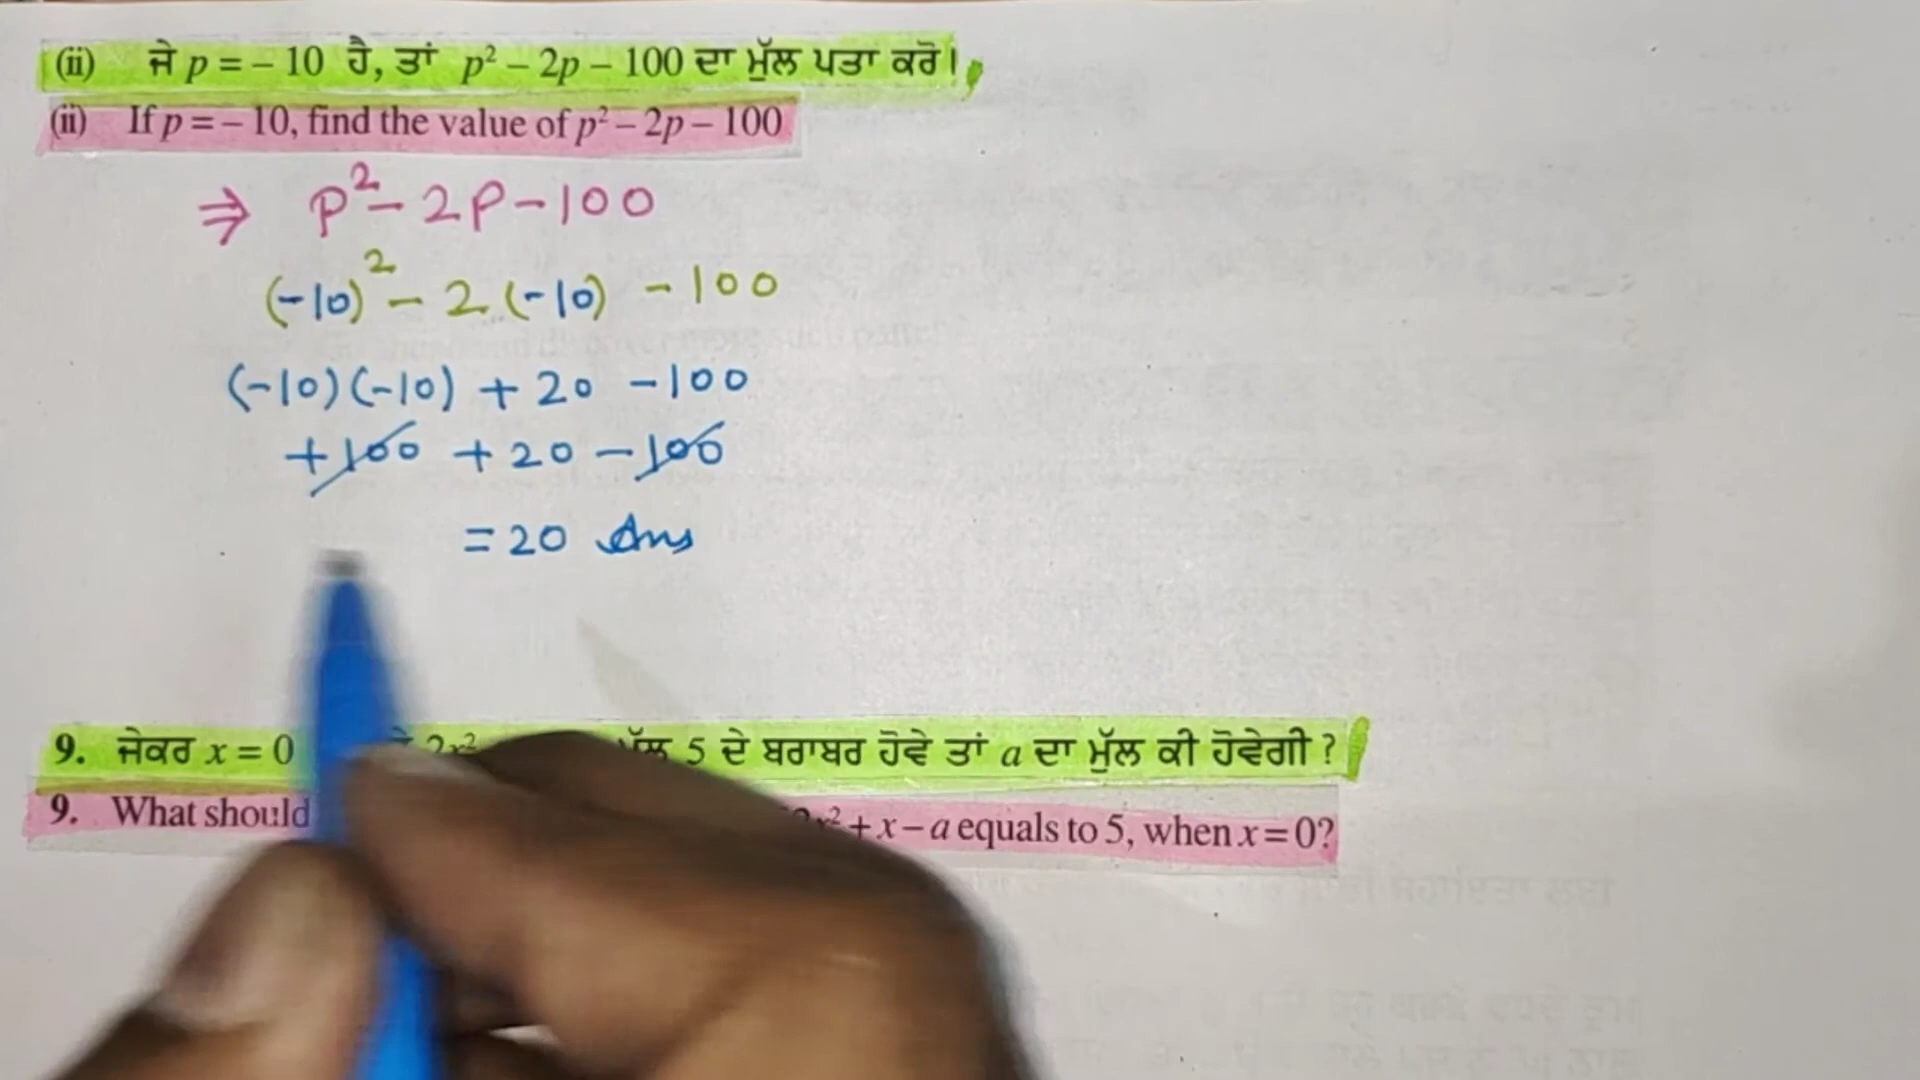 (ii) ਜੇ p = – 10 ਹੈ, ਤਾਂ p² – 2p – 100 ਦਾ ਮੁੱਲ ਪਤਾ ਕਰੋ।
(ii) If p = – 10, find the value of p² – 2p – 100
⇒ p² - 2p - 100
(-10)² - 2 (-10) - 100
(-10)(-10) + 20 - 100
+100 + 20 - 100
= 20 Ans
9. ਜੇਕਰ x = 0 2x² 5 ਦੇ ਬਰਾਬਰ ਹੋਵੇ ਤਾਂ a ਦਾ ਮੁੱਲ ਕੀ ਹੋਵੇਗੀ ?
9. What should x² + x – a equals to 5, when x = 0?